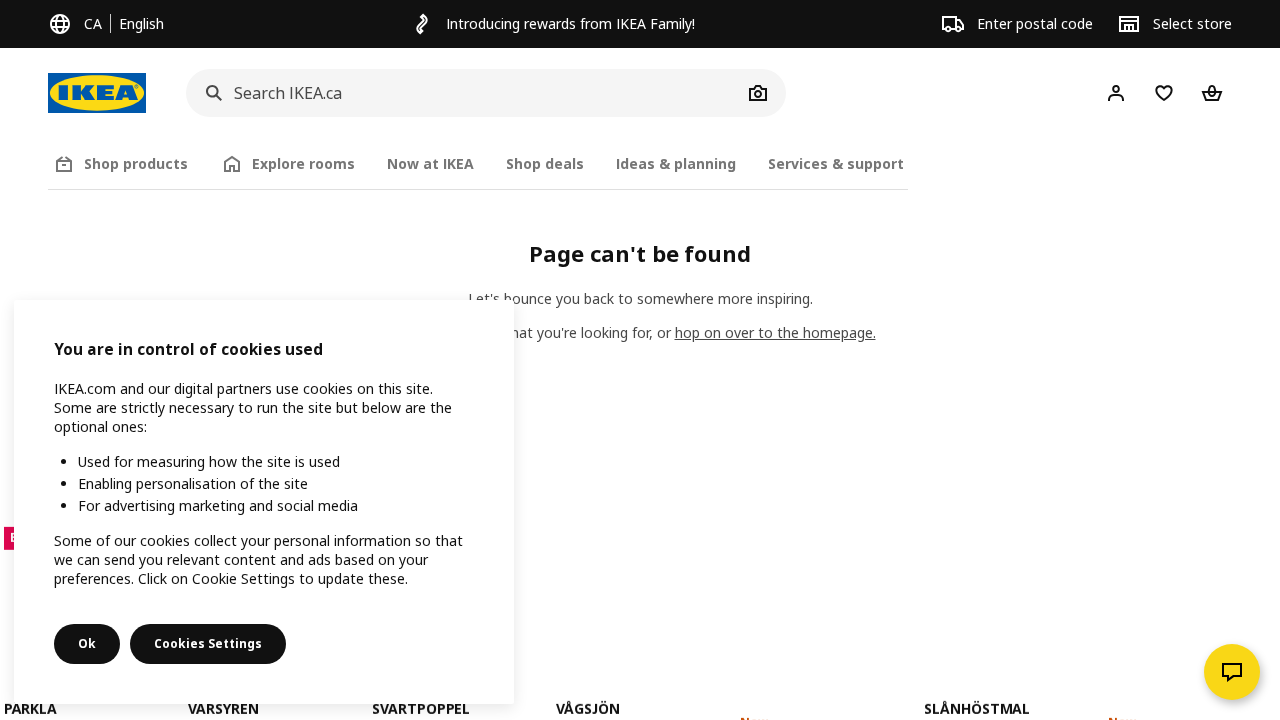 CA English
Introducing rewards from IKEA Family!
Enter postal code
Select store
IKEA
Search IKEA.ca
Shop products
Explore rooms
Now at IKEA
Shop deals
Ideas & planning
Services & support
Page can't be found
Let's bounce you back to somewhere more inspiring.
what you're looking for, or hop on over to the homepage.
You are in control of cookies used
IKEA.com and our digital partners use cookies on this site.
Some are strictly necessary to run the site but below are the
optional ones:
Used for measuring how the site is used
Enabling personalisation of the site
For advertising marketing and social media
Some of our cookies collect your personal information so that
we can send you relevant content and ads based on your
preferences. Click on Cookie Settings to update these.
Ok
Cookies Settings
PARKLA
VARSYREN
SVARTPOPPEL
VÅGSJÖN
SLÅNHÖSTMAL